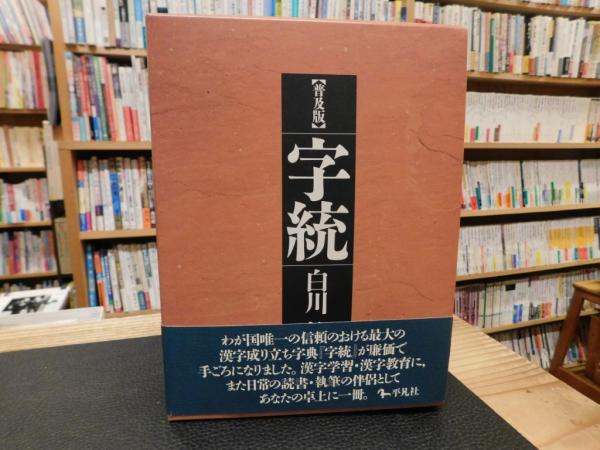 【普及版】
字統
白川
わが国唯一の信頼のおける最大の
漢字成り立ち字典『字統』が廉価で
手ごろになりました。漢字学習・漢字教育に、
また日常の読書・執筆の伴侶として
あなたの卓上に一冊。 平凡社